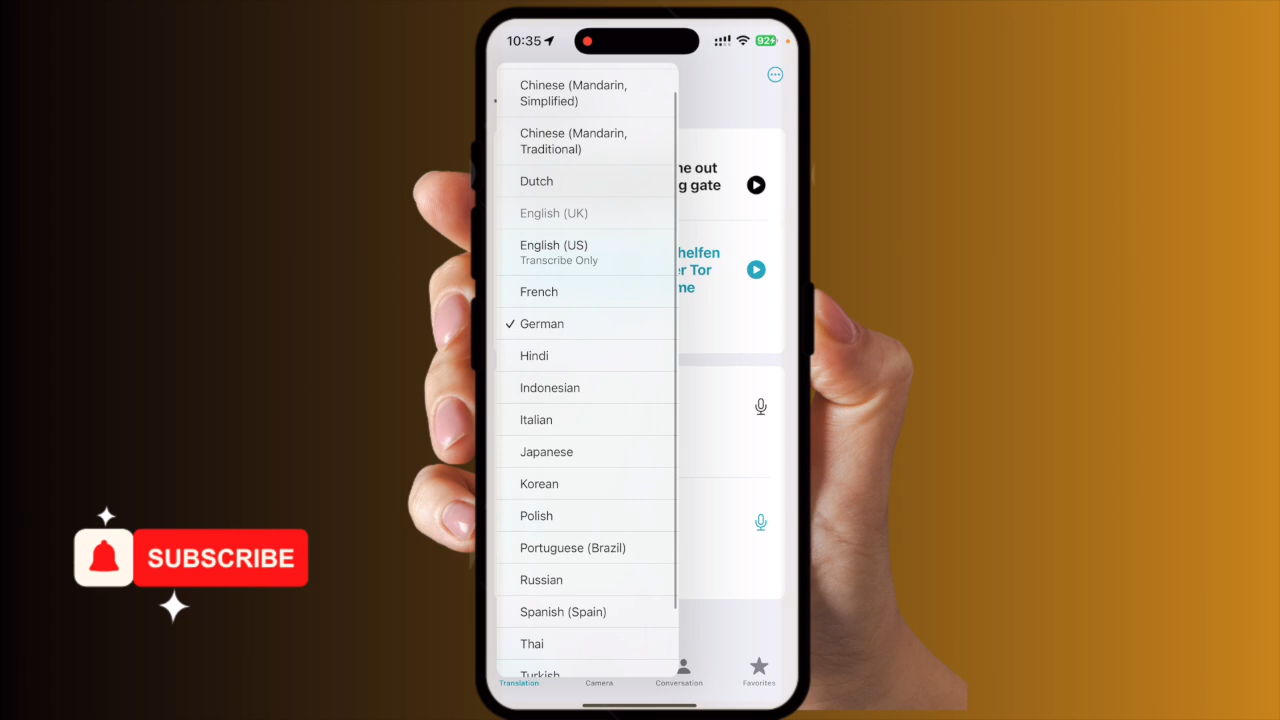 10:35
92
Chinese (Mandarin,
Simplified)
Chinese (Mandarin,
Traditional)
Dutch
English (UK)
English (US)
Transcribe Only
French
German
Hindi
Indonesian
Italian
Japanese
Korean
Polish
Portuguese (Brazil)
Russian
Spanish (Spain)
Thai
Turkish
ne out
g gate
helfen
r Tor
me
Translation
Camera
Conversation
Favorites
SUBSCRIBE